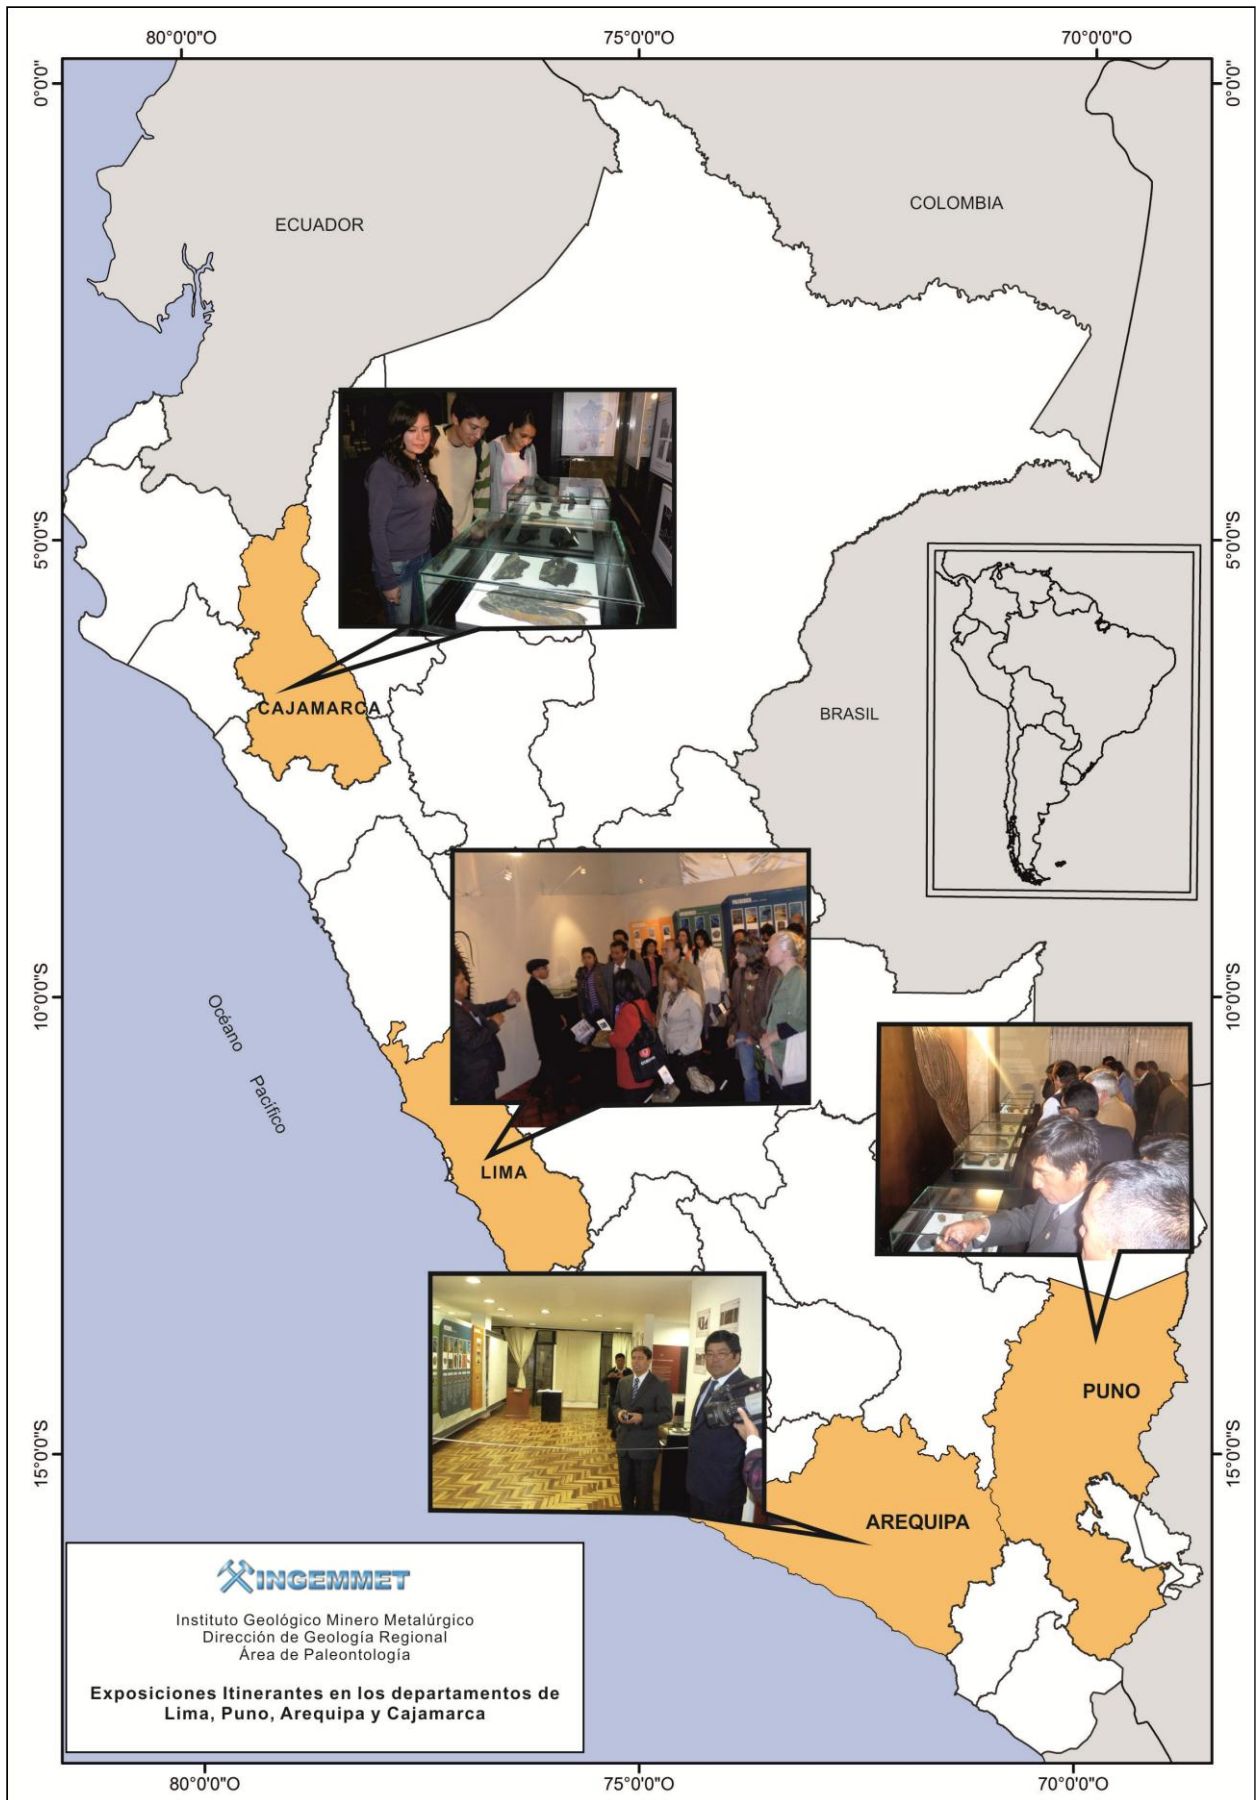 80°0'0"O
75°0'0"O
70°0'0"O
0°0'0"
0°0'0"
ECUADOR
COLOMBIA
5°0'0"S
5°0'0"S
CAJAMARCA
BRASIL
10°0'0"S
10°0'0"S
Océano
Pacífico
LIMA
PUNO
15°0'0"S
15°0'0"S
AREQUIPA
INGEMMET
Instituto Geológico Minero Metalúrgico
Dirección de Geología Regional
Área de Paleontología
Exposiciones Itinerantes en los departamentos de
Lima, Puno, Arequipa y Cajamarca
80°0'0"O
75°0'0"O
70°0'0"O